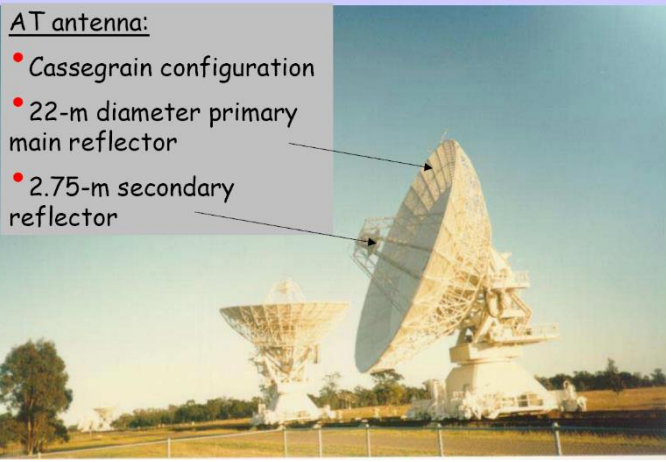 AT antenna:
•Cassegrain configuration
•22-m diameter primary
main reflector
•2.75-m secondary
reflector